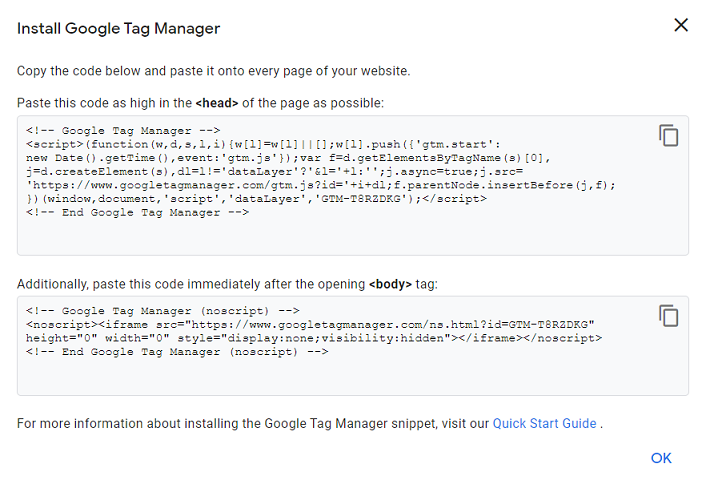 Install Google Tag Manager
Copy the code below and paste it onto every page of your website.
Paste this code as high in the <head> of the page as possible:
<!-- Google Tag Manager -->
<script>(function(w,d,s,l,i){w[l]=w[l]||[];w[l].push({'gtm.start':
new Date().getTime(),event:'gtm.js'});var f=d.getElementsByTagName(s)[0],
j=d.createElement(s),dl=l!='dataLayer'?'&l='+l:'';j.async=true;j.src=
'https://www.googletagmanager.com/gtm.js?id='+i+dl;f.parentNode.insertBefore(j,f);
})(window,document,'script','dataLayer','GTM-T8RZDKG');</script>
<!-- End Google Tag Manager -->
Additionally, paste this code immediately after the opening <body> tag:
<!-- Google Tag Manager (noscript) -->
<noscript><iframe src="https://www.googletagmanager.com/ns.html?id=GTM-T8RZDKG"
height="0" width="0" style="display:none;visibility:hidden"></iframe></noscript>
<!-- End Google Tag Manager (noscript) -->
For more information about installing the Google Tag Manager snippet, visit our Quick Start Guide .
OK